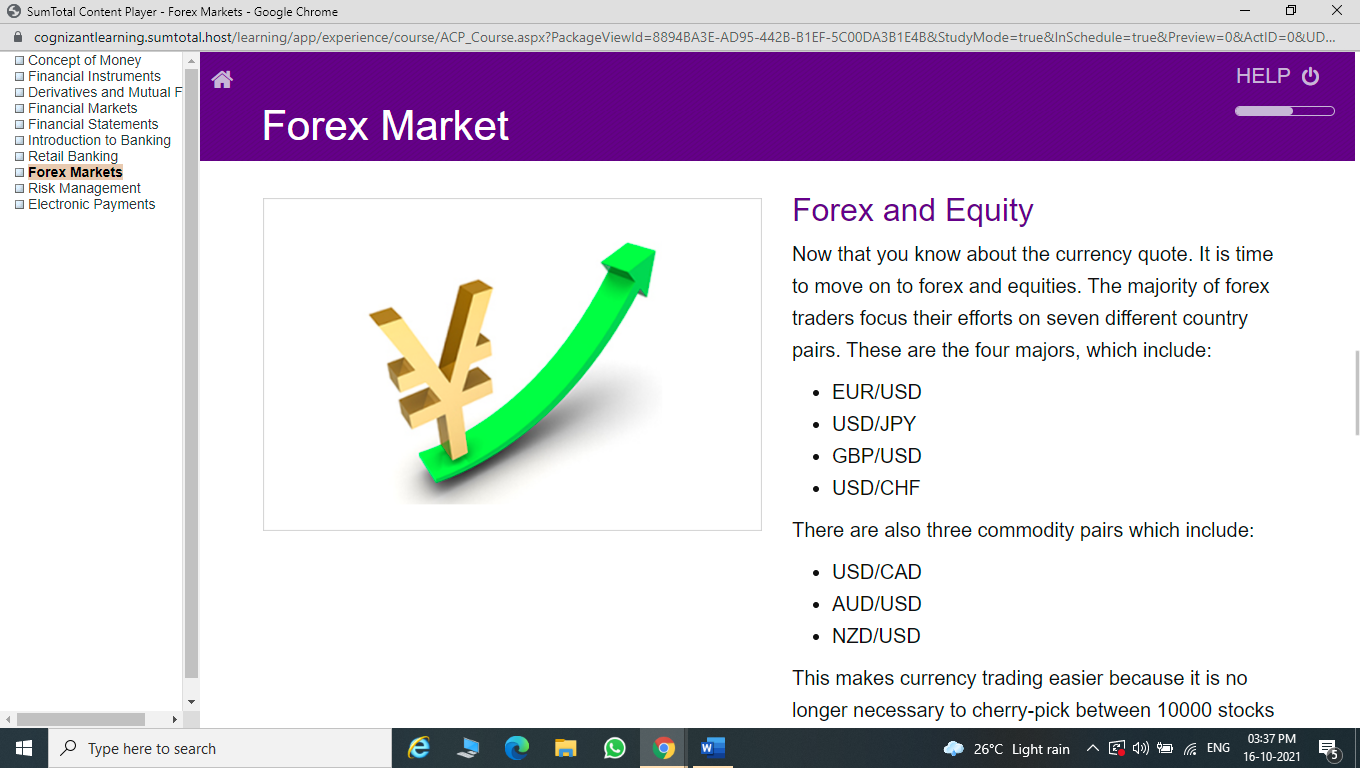 SumTotal Content Player - Forex Markets - Google Chrome
cognizantlearning.sumtotal.host/learning/app/experience/course/ACP_Course.aspx?PackageViewId=8894BA3E-AD95-442B-B1EF-5C00DA3B1E4B&StudyMode=true&InSchedule=true&Preview=0&ActID=0&UD...
Concept of Money
Financial Instruments
Derivatives and Mutual F
Financial Markets
Financial Statements
Introduction to Banking
Retail Banking
Forex Markets
Risk Management
Electronic Payments
HELP
Forex Market
Forex and Equity
Now that you know about the currency quote. It is time
to move on to forex and equities. The majority of forex
traders focus their efforts on seven different country
pairs. These are the four majors, which include:
• EUR/USD
• USD/JPY
• GBP/USD
• USD/CHF
There are also three commodity pairs which include:
• USD/CAD
• AUD/USD
• NZD/USD
This makes currency trading easier because it is no
longer necessary to cherry-pick between 10000 stocks
Type here to search
26°C Light rain
ENG
03:37 PM
16-10-2021
5